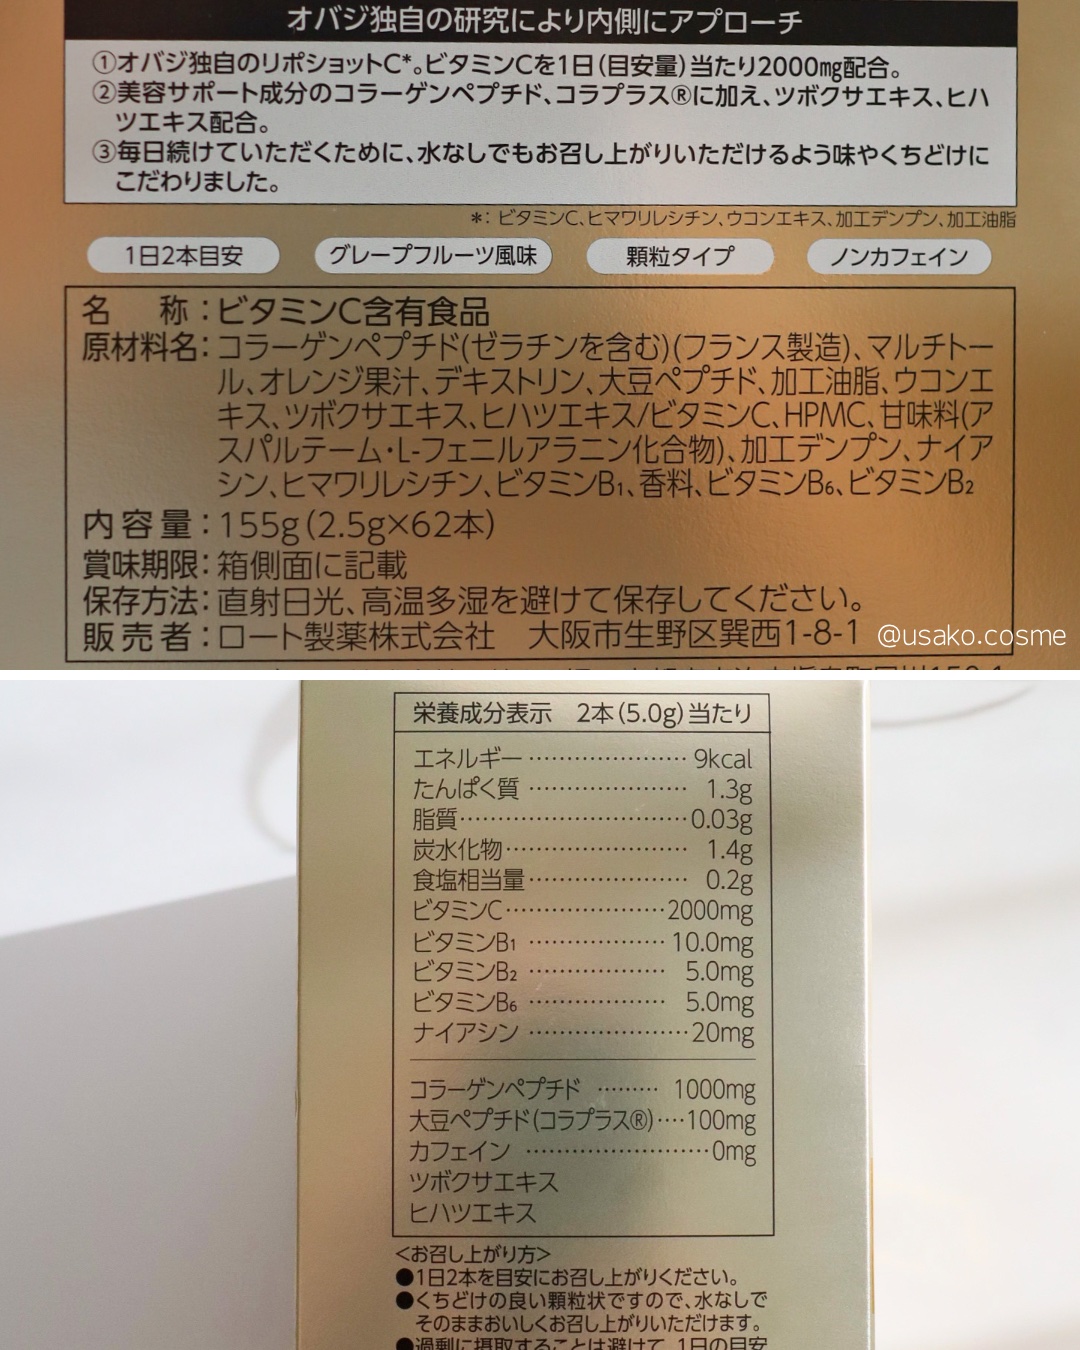 オバジ独自の研究により内側にアプローチ
①オバジ独自のリポショットC*。ビタミンCを1日(目安量)当たり2000㎎配合。
②美容サポート成分のコラーゲンペプチド、コラプラス®に加え、ツボクサエキス、ヒハ
ツエキス配合。
③毎日続けていただくために、水なしでもお召し上がりいただけるよう味やくちどけに
こだわりました。
*: ビタミンC、ヒマワリレシチン、ウコンエキス、加工デンプン、加工油脂
1日2本目安 グレープフルーツ風味 顆粒タイプ ノンカフェイン
名 称:ビタミンC含有食品
原材料名:コラーゲンペプチド(ゼラチンを含む)(フランス製造)、マルチトー
ル、オレンジ果汁、デキストリン、大豆ペプチド、加工油脂、ウコンエ
キス、ツボクサエキス、ヒハツエキス/ビタミンC、HPMC、甘味料(ア
スパルテーム・L-フェニルアラニン化合物)、加工デンプン、ナイア
シン、ヒマワリレシチン、ビタミンB₁、香料、ビタミンB₆、ビタミンB₂
内容量:155g(2.5g×62本)
賞味期限:箱側面に記載
保存方法:直射日光、高温多湿を避けて保存してください。
販売者:ロート製薬株式会社 大阪市生野区巽西1-8-1
@usako.cosme
栄養成分表示 2本(5.0g)当たり
エネルギー…………………9kcal
たんぱく質…………………1.3g
脂質…………………0.03g
炭水化物…………………1.4g
食塩相当量…………………0.2g
ビタミンC…………………2000mg
ビタミンB₁…………………10.0mg
ビタミンB₂…………………5.0mg
ビタミンB₆…………………5.0mg
ナイアシン…………………20mg
コラーゲンペプチド………1000mg
大豆ペプチド(コラプラス®)…100mg
カフェイン…………………0mg
ツボクサエキス
ヒハツエキス
<お召し上がり方>
●1日2本を目安にお召し上がりください。
●くちどけの良い顆粒状ですので、水なしで
そのままおいしくお召し上がりいただけます。
●過剰に摂取することは避けて、1日の目安